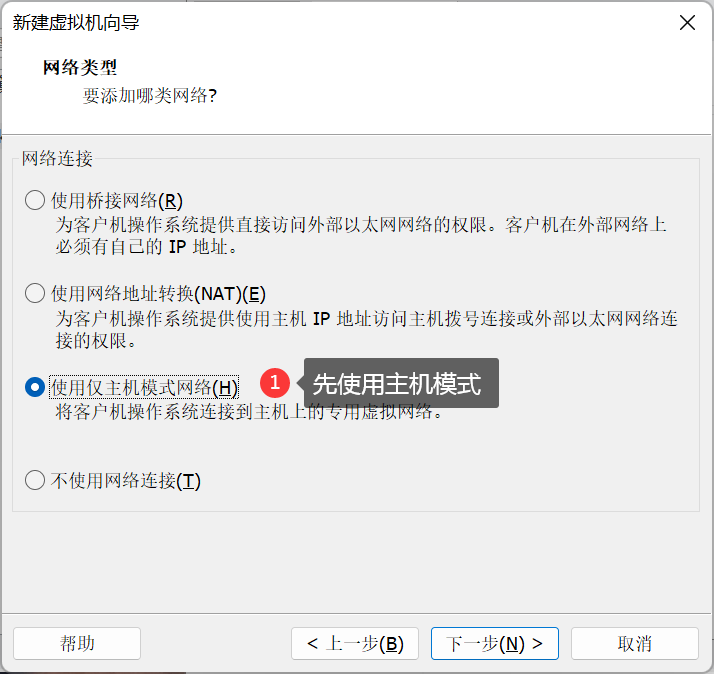 新建虚拟机向导
网络类型
要添加哪类网络?
网络连接
使用桥接网络(R)
为客户机操作系统提供直接访问外部以太网网络的权限。客户机在外部网络上
必须有自己的 IP 地址。
使用网络地址转换(NAT)(E)
为客户机操作系统提供使用主机 IP 地址访问主机拨号连接或外部以太网网络连
接的权限。
使用仅主机模式网络(H)
1 先使用主机模式
将客户机操作系统连接到主机上的专用虚拟网络。
不使用网络连接(T)
帮助
< 上一步(B)
下一步(N) >
取消